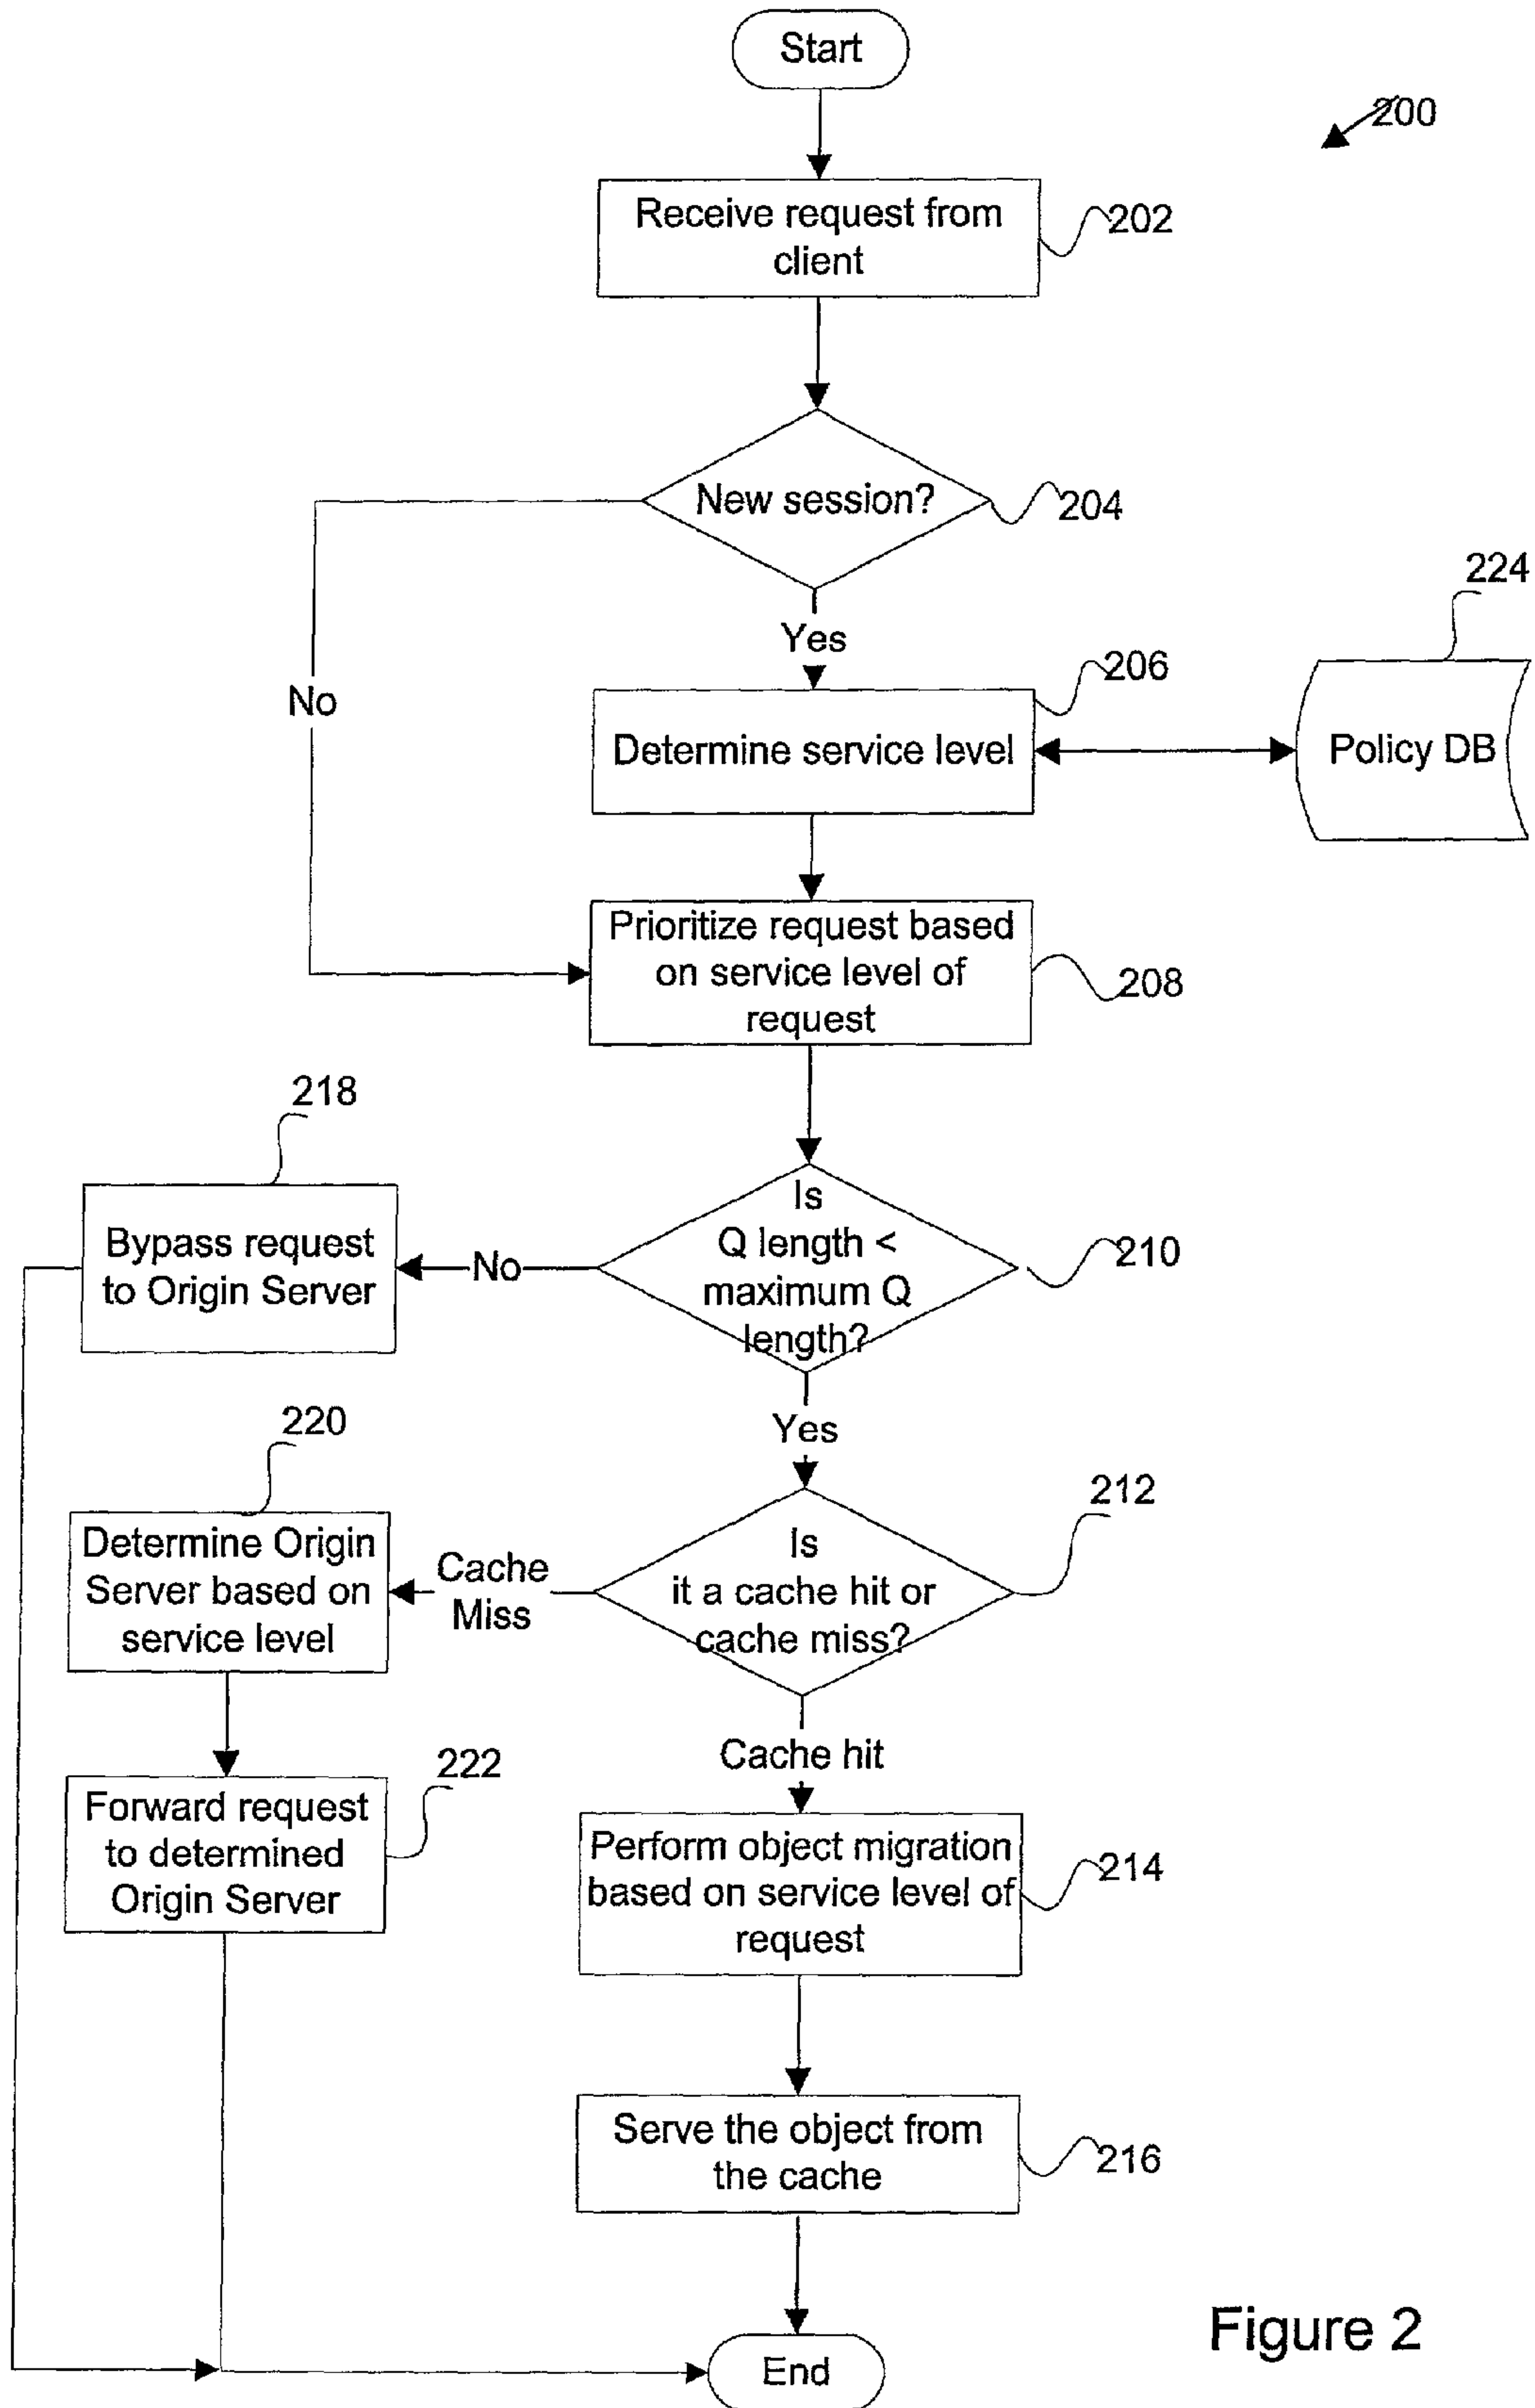 Start
200
Receive request from
client
202
New session?
204
224
Yes
206
No
Determine service level
Policy DB
Prioritize request based
on service level of
request
208
218
Is
Q length <
maximum Q
length?
210
Bypass request
to Origin Server
No
Yes
220
212
Determine Origin
Server based on
service level
Cache
Miss
Is
it a cache hit or
cache miss?
Cache hit
222
Forward request
to determined
Origin Server
Perform object migration
based on service level of
request
214
Serve the object from
the cache
216
End
Figure 2